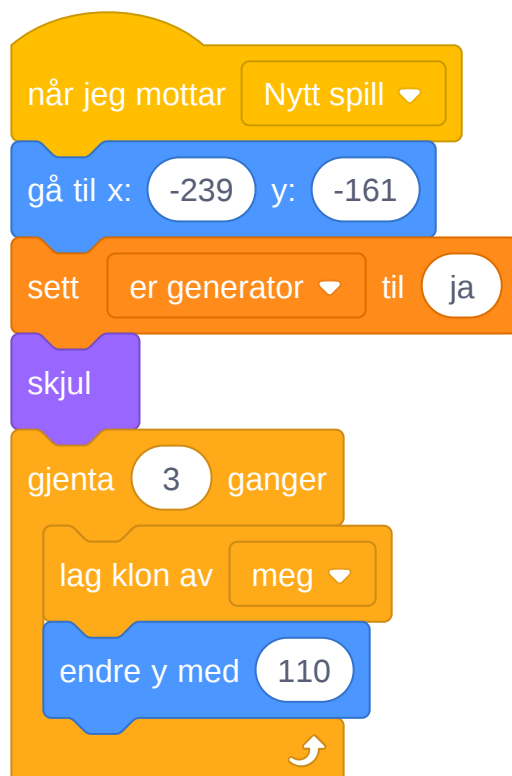 når jeg mottar Nytt spill
gå til x: -239 y: -161
sett er generator til ja
skjul
gjenta 3 ganger
lag klon av meg
endre y med 110